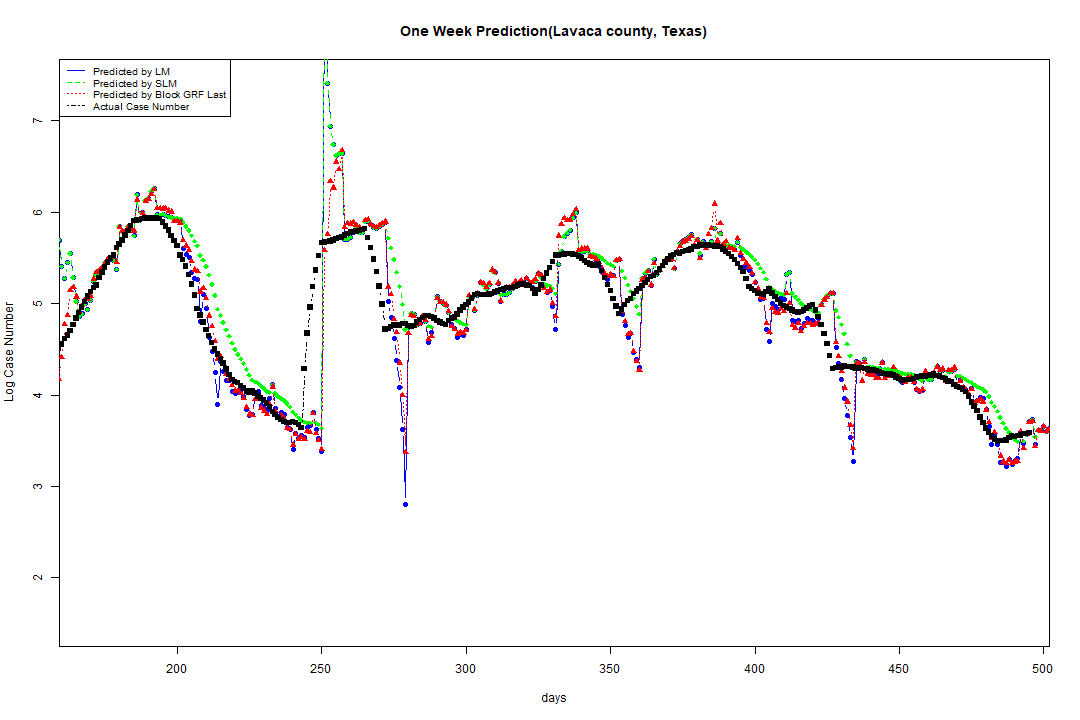 One Week Prediction(Lavaca county, Texas)
Predicted by LM
Predicted by SLM
Predicted by Block GRF Last
Actual Case Number
Log Case Number
7
6
5
4
3
2
200 250 300 350 400 450 500
days